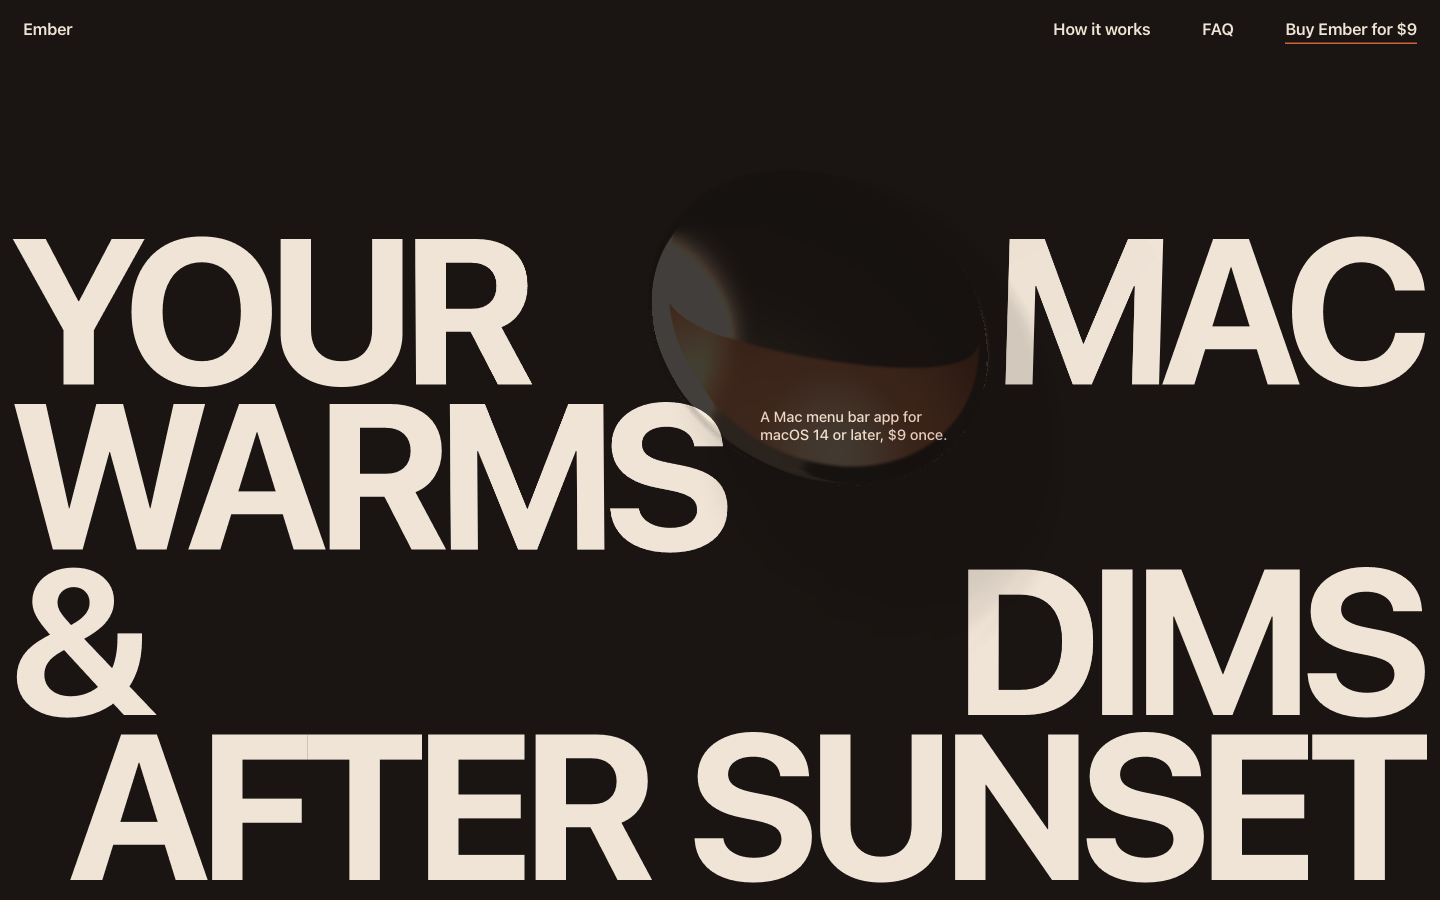 Ember
How it works
FAQ
Buy Ember for $9
YOUR MAC
WARMS
A Mac menu bar app for
macOS 14 or later, $9 once.
& DIMS
AFTER SUNSET